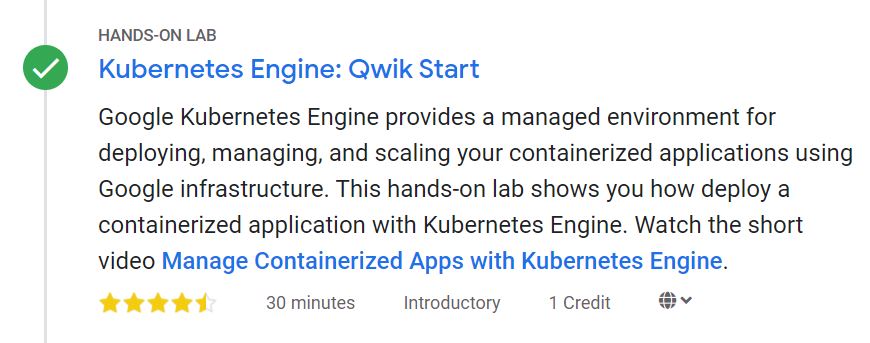 HANDS-ON LAB
Kubernetes Engine: Qwik Start
Google Kubernetes Engine provides a managed environment for
deploying, managing, and scaling your containerized applications using
Google infrastructure. This hands-on lab shows you how deploy a
containerized application with Kubernetes Engine. Watch the short
video Manage Containerized Apps with Kubernetes Engine.
30 minutes Introductory 1 Credit